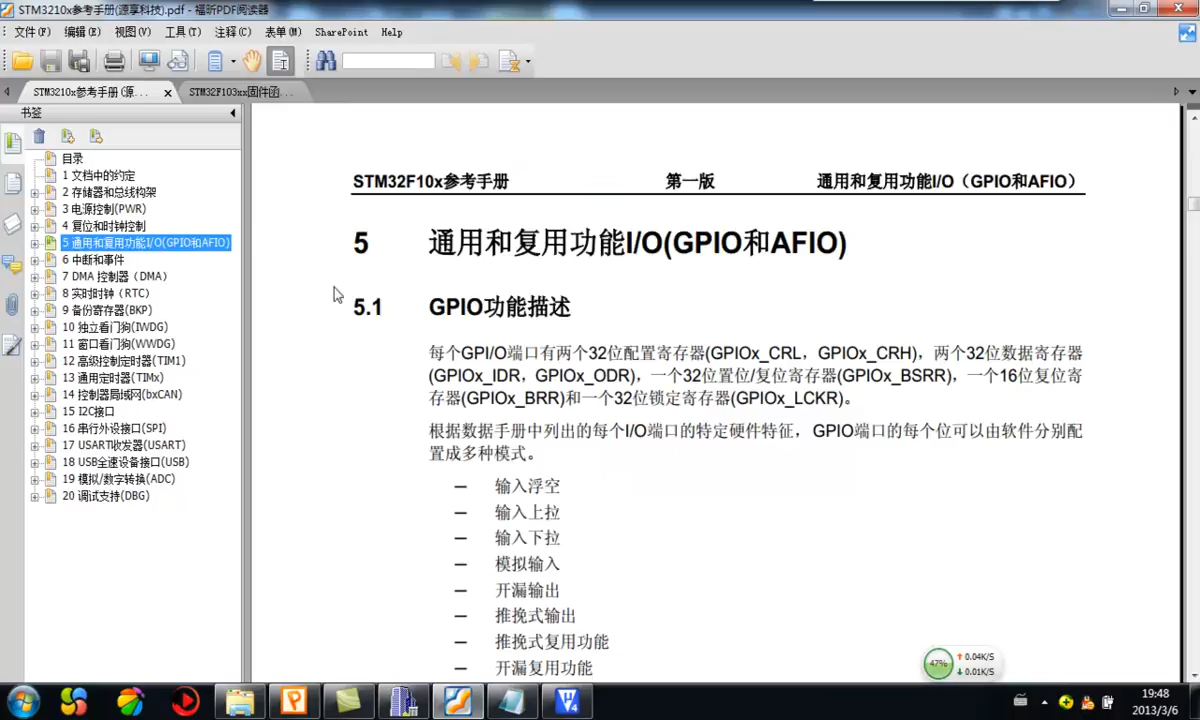 STM3210x参考手册(源享科技).pdf - 福昕PDF阅读器
文件(F) 编辑(E) 视图(V) 工具(T) 注释(C) 表单(M) SharePoint Help
STM3210x参考手册(源... x STM32F103xx固件函...
书签
目录
1 文档中的约定
2 存储器和总线构架
3 电源控制(PWR)
4 复位和时钟控制
5 通用和复用功能I/O(GPIO和AFIO)
6 中断和事件
7 DMA 控制器（DMA）
8 实时时钟（RTC）
9 备份寄存器(BKP)
10 独立看门狗(IWDG)
11 窗口看门狗(WWDG)
12 高级控制定时器(TIM1)
13 通用定时器(TIMx)
14 控制器局域网(bxCAN)
15 I2C接口
16 串行外设接口(SPI)
17 USART收发器(USART)
18 USB全速设备接口(USB)
19 模拟/数字转换(ADC)
20 调试支持(DBG)
STM32F10x参考手册 第一版 通用和复用功能I/O（GPIO和AFIO）
5 通用和复用功能I/O(GPIO和AFIO)
5.1 GPIO功能描述
每个GPI/O端口有两个32位配置寄存器(GPIOx_CRL，GPIOx_CRH)，两个32位数据寄存器
(GPIOx_IDR，GPIOx_ODR)，一个32位置位/复位寄存器(GPIOx_BSRR)，一个16位复位寄
存器(GPIOx_BRR)和一个32位锁定寄存器(GPIOx_LCKR)。
根据数据手册中列出的每个I/O端口的特定硬件特征，GPIO端口的每个位可以由软件分别配
置成多种模式。
─ 输入浮空
─ 输入上拉
─ 输入下拉
─ 模拟输入
─ 开漏输出
─ 推挽式输出
─ 推挽式复用功能
─ 开漏复用功能
47% ↑ 0.04K/S
↓ 0.01K/S
19:48
2013/3/6